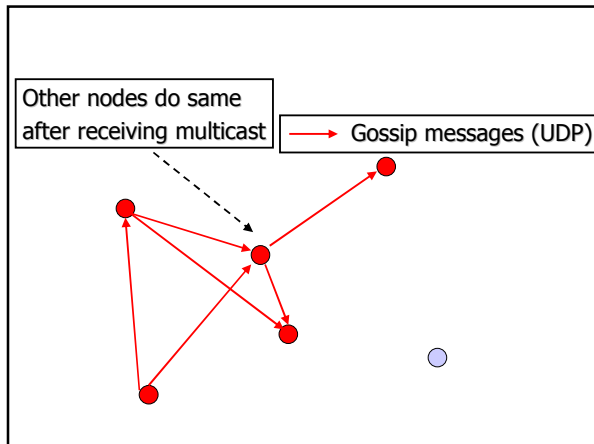 Other nodes do same
after receiving multicast
Gossip messages (UDP)